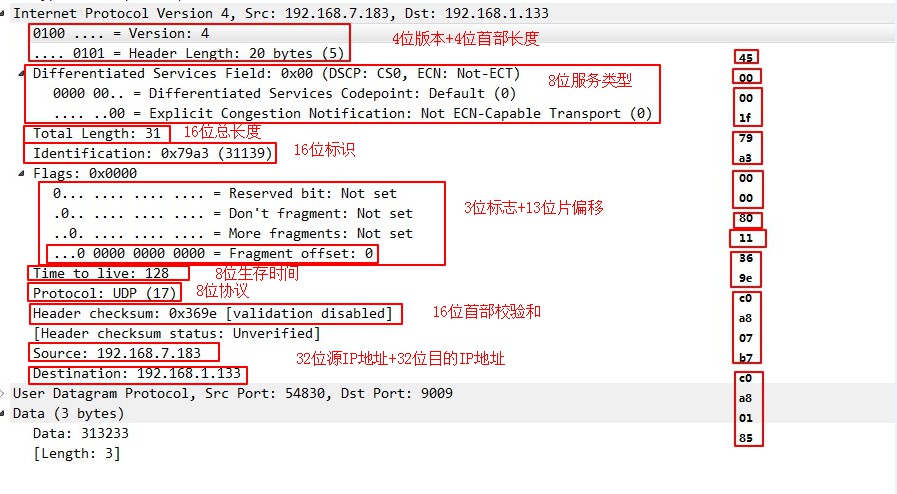 Internet Protocol Version 4, Src: 192.168.7.183, Dst: 192.168.1.133
0100 .... = Version: 4
4位版本+4位首部长度
.... 0101 = Header Length: 20 bytes (5)
45
Differentiated Services Field: 0x00 (DSCP: CS0, ECN: Not-ECT)
8位服务类型
00
0000 00.. = Differentiated Services Codepoint: Default (0)
00
.... ..00 = Explicit Congestion Notification: Not ECN-Capable Transport (0)
1f
Total Length: 31
16位总长度
79
Identification: 0x79a3 (31139)
16位标识
a3
Flags: 0x0000
00
0... .... .... .... = Reserved bit: Not set
00
.0.. .... .... .... = Don't fragment: Not set
3位标志+13位片偏移
80
..0. .... .... .... = More fragments: Not set
11
...0 0000 0000 0000 = Fragment offset: 0
36
Time to live: 128
8位生存时间
9e
Protocol: UDP (17)
8位协议
c0
Header checksum: 0x369e [validation disabled]
16位首部校验和
a8
[Header checksum status: Unverified]
07
Source: 192.168.7.183
32位源IP地址+32位目的IP地址
b7
Destination: 192.168.1.133
c0
User Datagram Protocol, Src Port: 54830, Dst Port: 9009
a8
Data (3 bytes)
01
Data: 313233
85
[Length: 3]